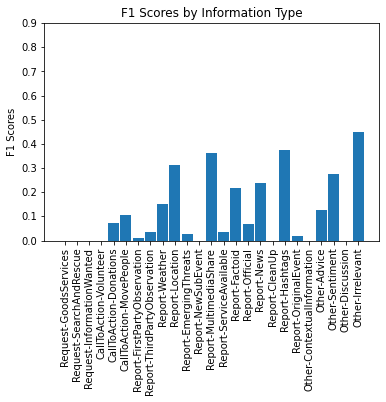 F1 Scores by Information Type
F1 Scores
0.9
0.8
0.7
0.6
0.5
0.4
0.3
0.2
0.1
0.0
Request-GoodsServices
Request-SearchAndRescue
Request-InformationWanted
CallToAction-Volunteer
CallToAction-Donations
CallToAction-MovePeople
Report-FirstPartyObservation
Report-ThirdPartyObservation
Report-Weather
Report-Location
Report-EmergingThreats
Report-NewSubEvent
Report-MultimediaShare
Report-ServiceAvailable
Report-Factoid
Report-Official
Report-News
Report-CleanUp
Report-Hashtags
Report-OriginalEvent
Other-ContextualInformation
Other-Advice
Other-Sentiment
Other-Discussion
Other-Irrelevant